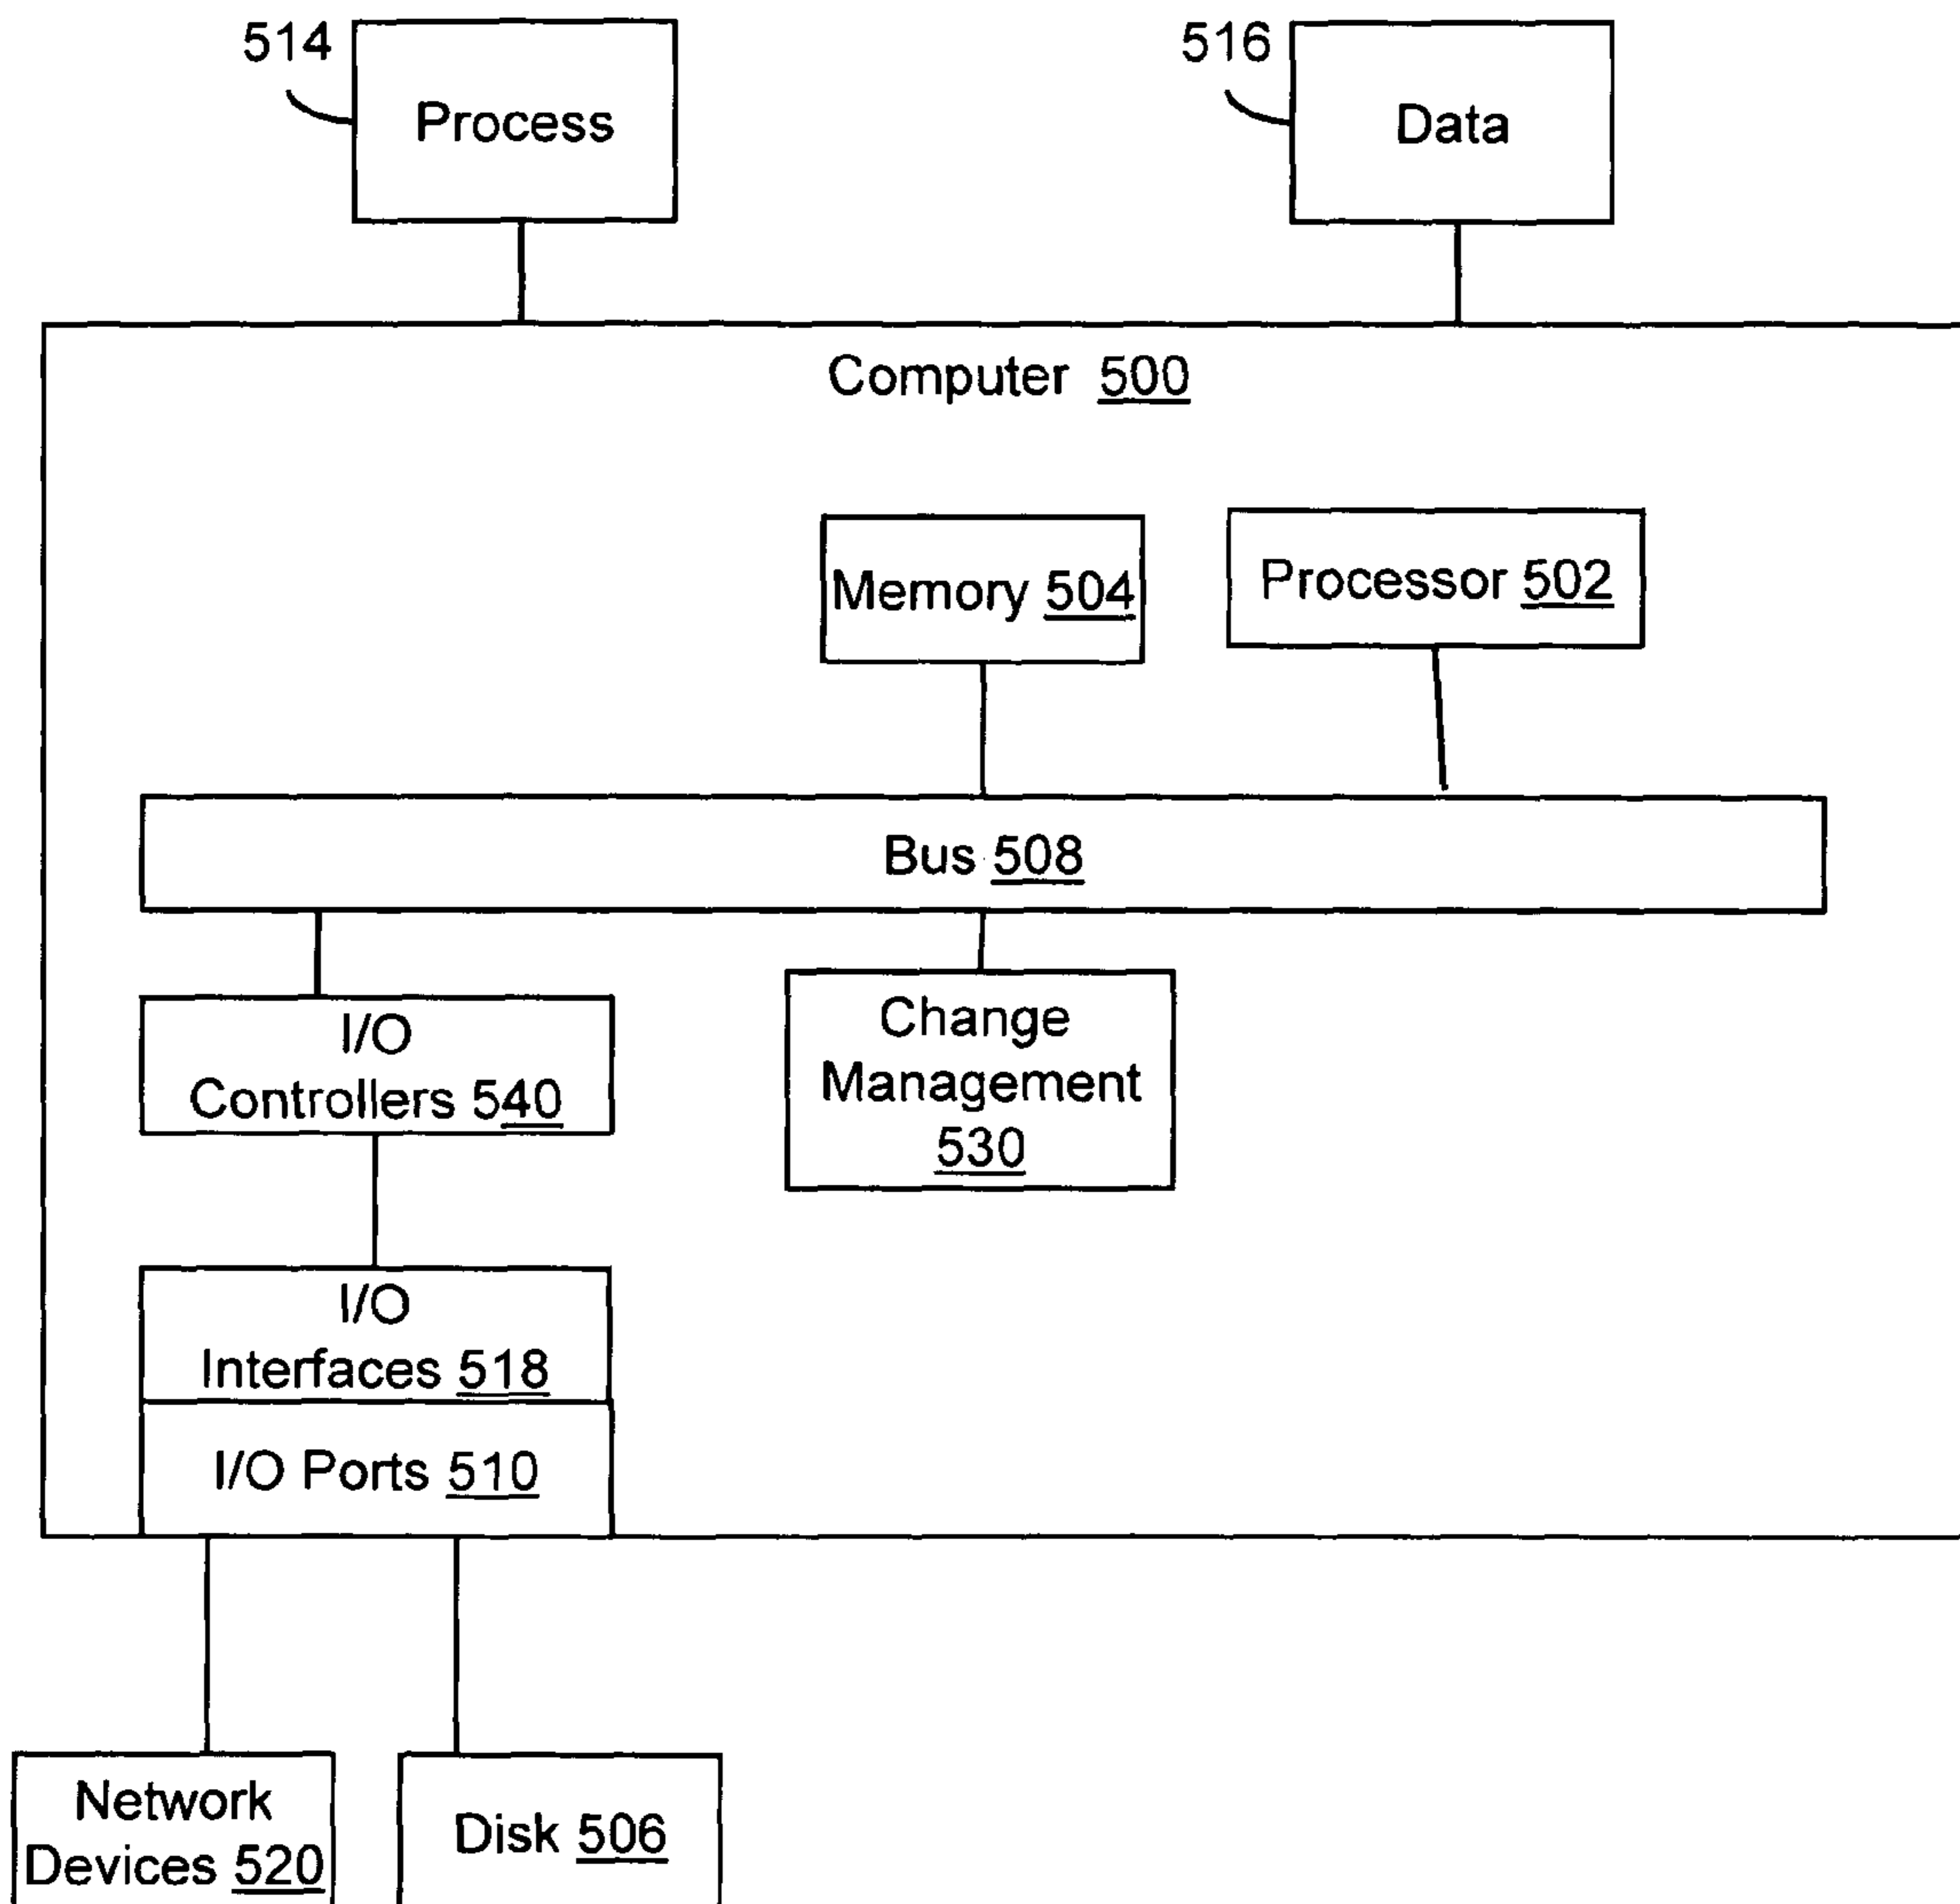 514
Process
516
Data
Computer 500
Memory 504
Processor 502
Bus 508
I/O
Controllers 540
Change
Management
530
I/O
Interfaces 518
I/O Ports 510
Network
Devices 520
Disk 506